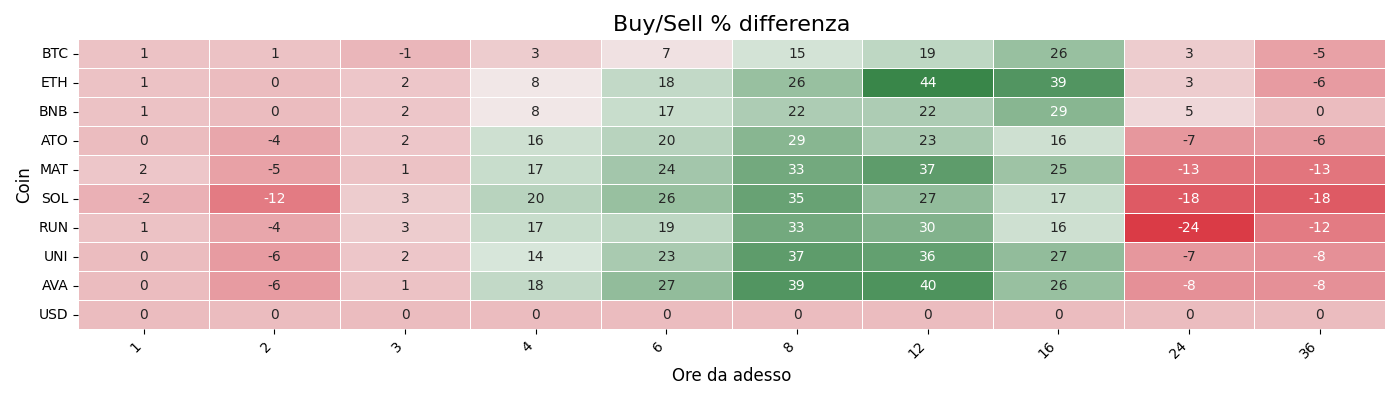 Buy/Sell % differenza
Coin
BTC 1 1 -1 3 7 15 19 26 3 -5
ETH 1 0 2 8 18 26 44 39 3 -6
BNB 1 0 2 8 17 22 22 29 5 0
ATO 0 -4 2 16 20 29 23 16 -7 -6
MAT 2 -5 1 17 24 33 37 25 -13 -13
SOL -2 -12 3 20 26 35 27 17 -18 -18
RUN 1 -4 3 17 19 33 30 16 -24 -12
UNI 0 -6 2 14 23 37 36 27 -7 -8
AVA 0 -6 1 18 27 39 40 26 -8 -8
USD 0 0 0 0 0 0 0 0 0 0
1 2 3 4 6 8 12 16 24 36
Ore da adesso